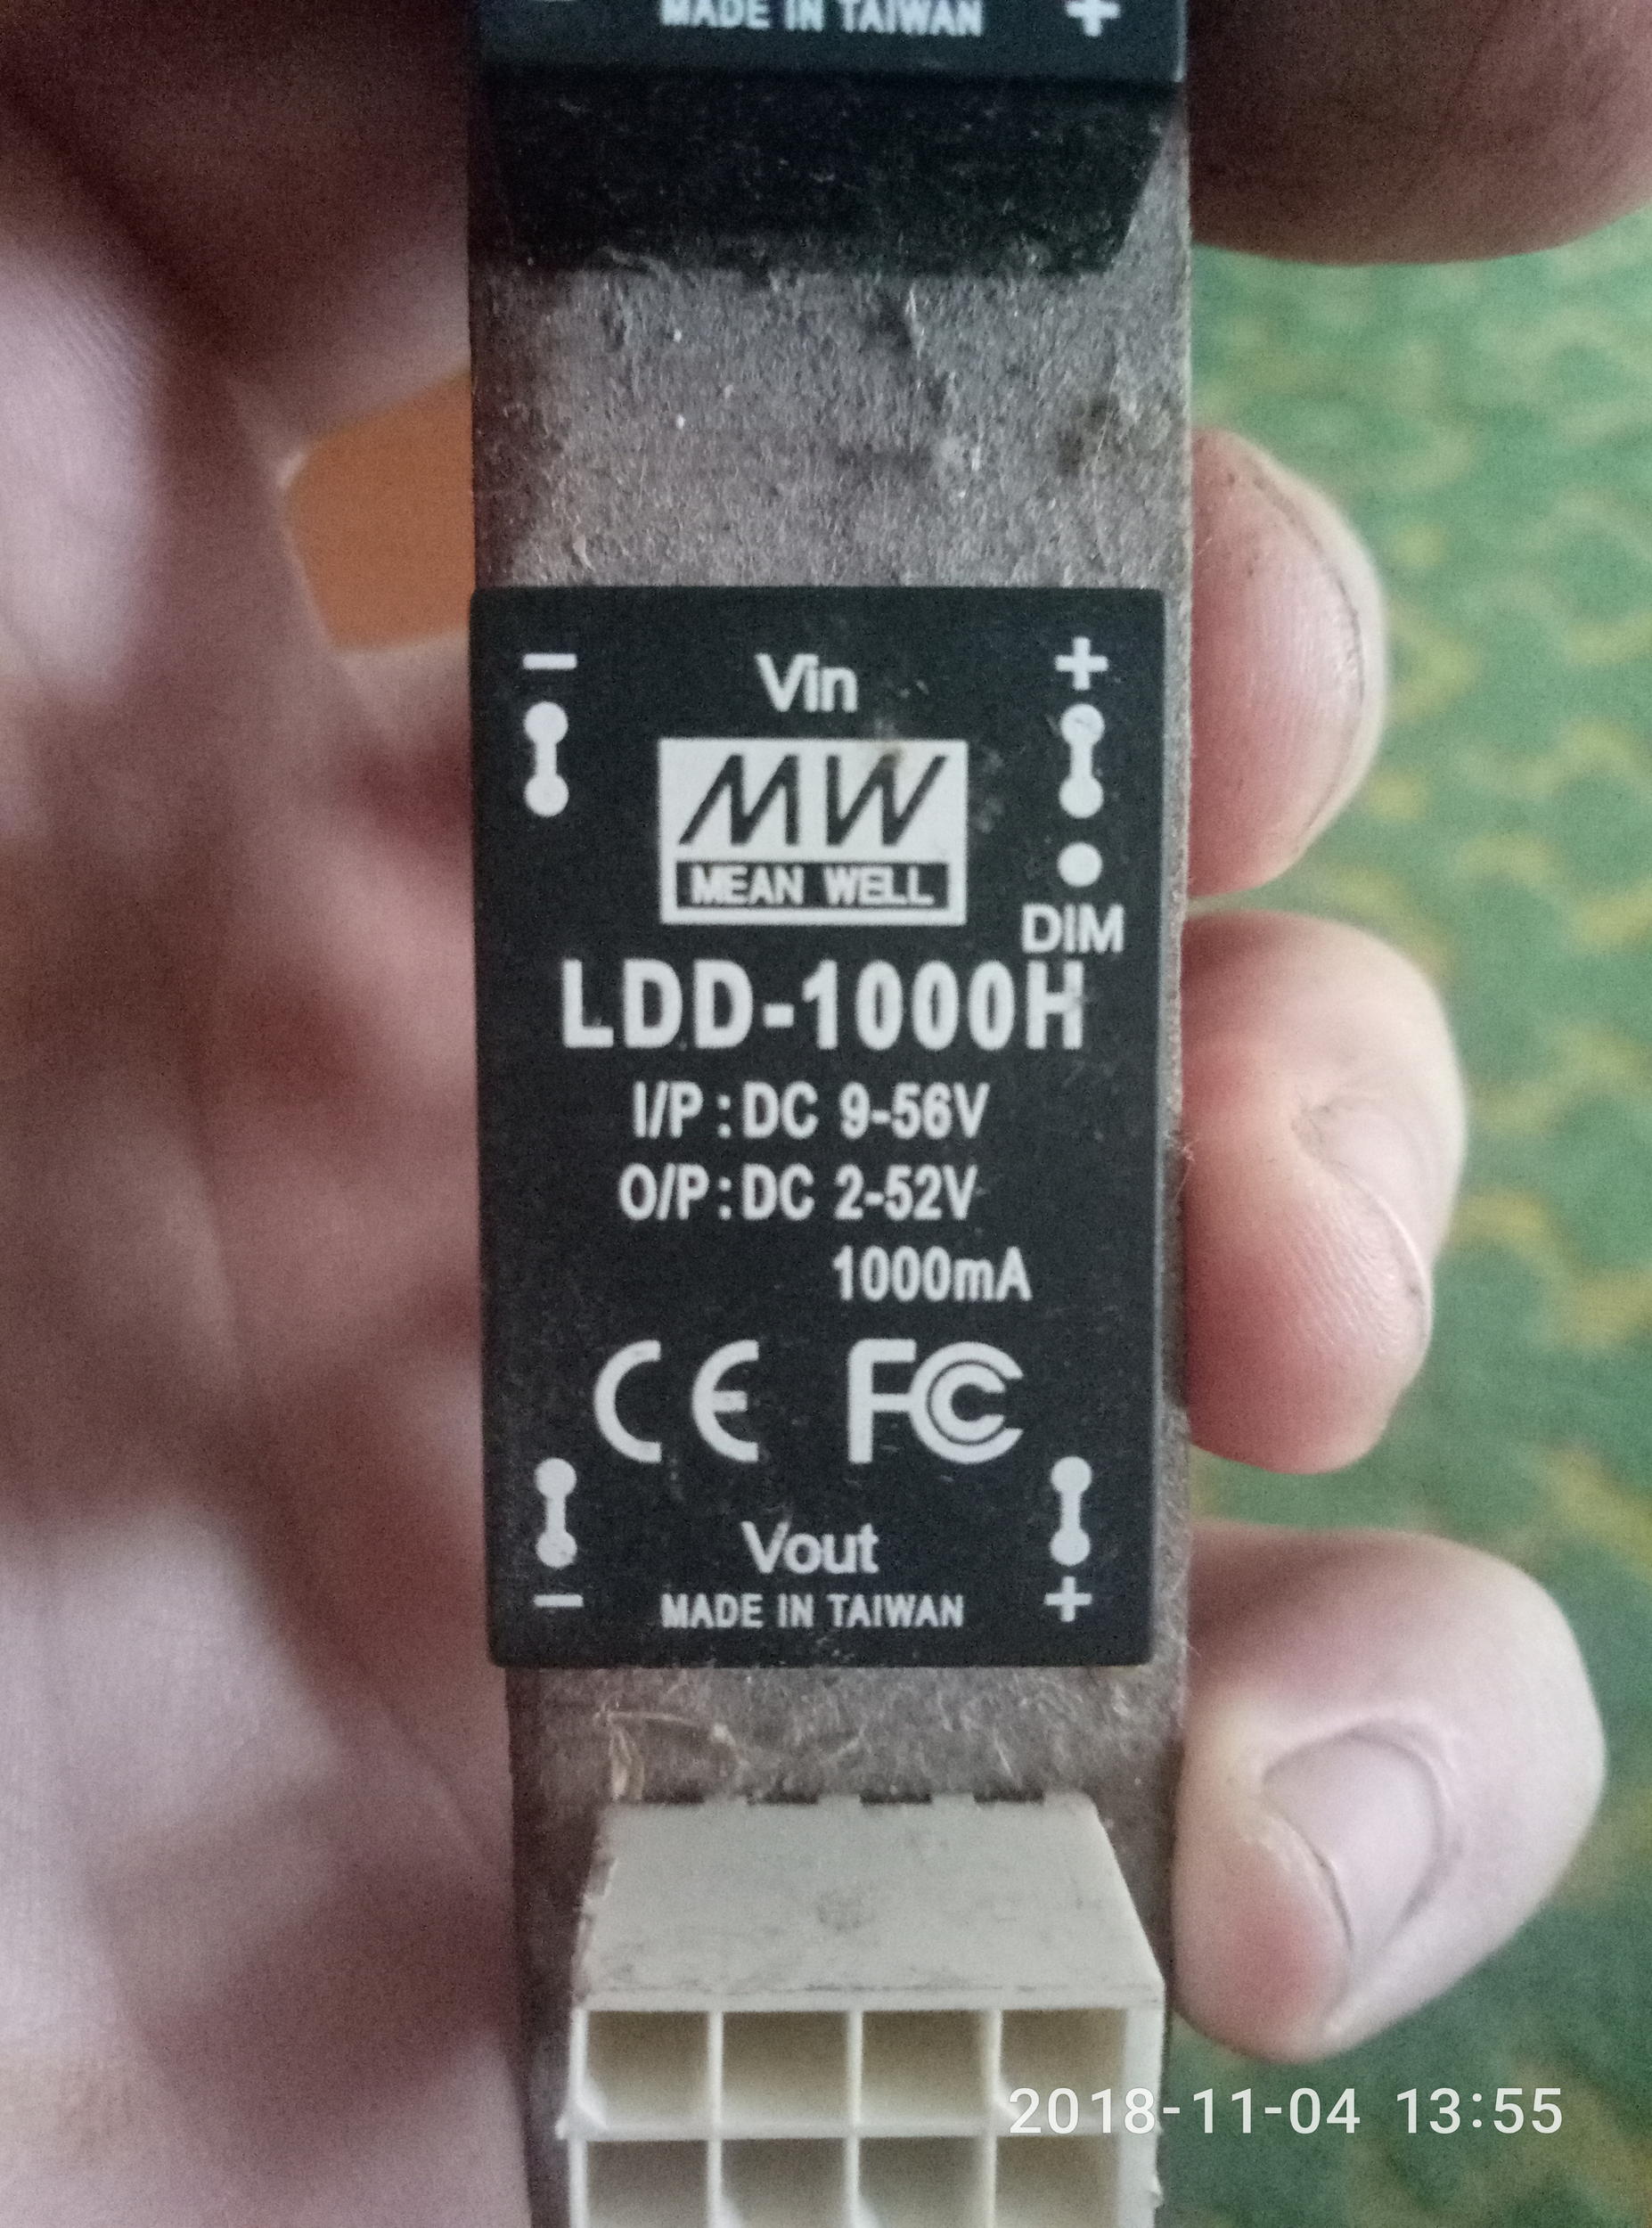 MADE IN TAIWAN +
− Vin +
MW
MEAN WELL
DIM
LDD-1000H
I/P : DC 9-56V
O/P : DC 2-52V
1000mA
CE FC
Vout
− MADE IN TAIWAN +
2018-11-04 13:55